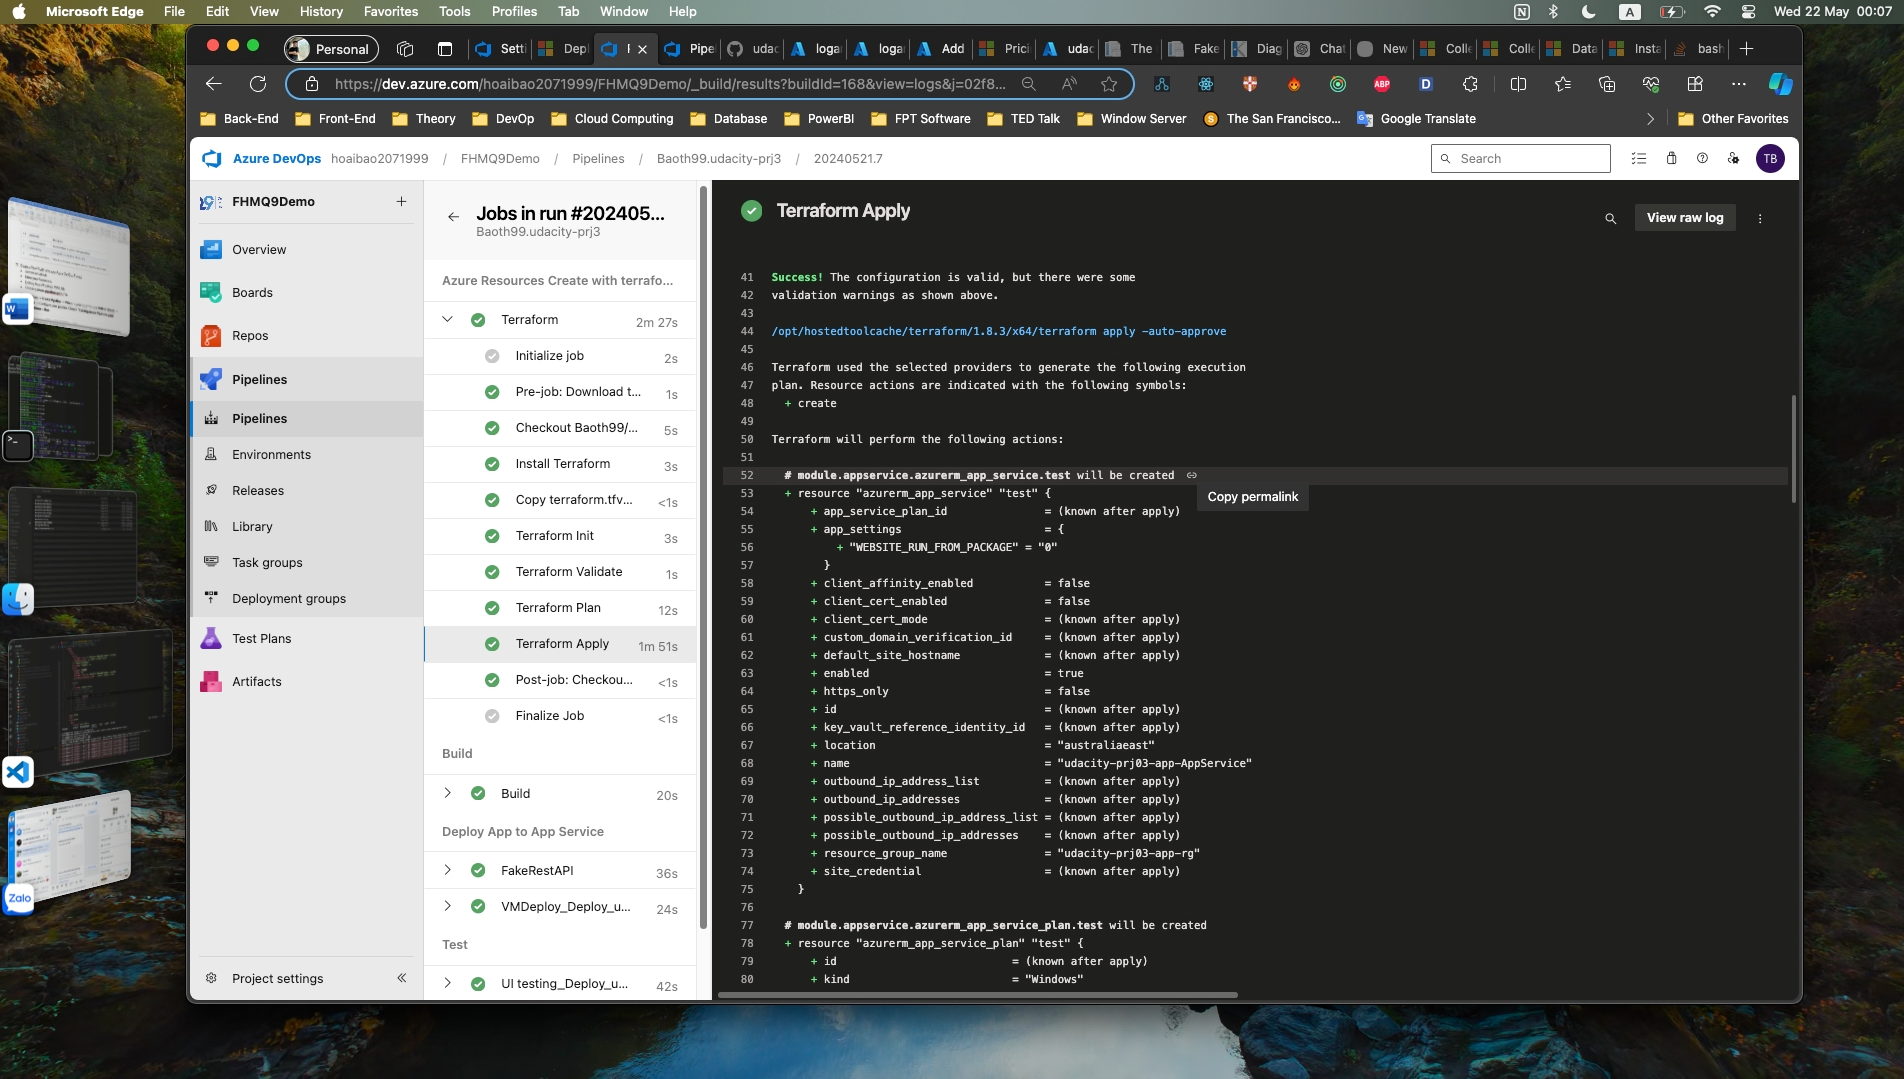 Microsoft Edge File Edit View History Favorites Tools Profiles Tab Window Help A Wed 22 May 00:07
Personal Setti Dep F Pipe udac logar logar Add Prici udac The Fake Diag Chat New Colle Colle Data Insta bash
https://dev.azure.com/hoaibao2071999/FHMQ9Demo/_build/results?buildId=168&view=logs&j=02f8... ABP D
Back-End Front-End Theory DevOp Cloud Computing Database PowerBI FPT Software TED Talk Window Server The San Francisco... Google Translate Other Favorites
Azure DevOps hoaibao2071999 / FHMQ9Demo / Pipelines / Baoth99.udacity-prj3 / 20240521.7 Search TB
FHMQ9Demo +
Overview
Boards
Repos
Pipelines
Pipelines
Environments
Releases
Library
Task groups
Deployment groups
Test Plans
Artifacts
Project settings
Zalo
Jobs in run #202405...
Baoth99.udacity-prj3
Azure Resources Create with terrafo...
Terraform 2m 27s
Initialize job 2s
Pre-job: Download t... 1s
Checkout Baoth99/... 5s
Install Terraform 3s
Copy terraform.tfv... <1s
Terraform Init 3s
Terraform Validate 1s
Terraform Plan 12s
Terraform Apply 1m 51s
Post-job: Checkou... <1s
Finalize Job <1s
Build
Build 20s
Deploy App to App Service
FakeRestAPI 36s
VMDeploy_Deploy_u... 24s
Test
UI testing_Deploy_u... 42s
Terraform Apply
View raw log
41 Success! The configuration is valid, but there were some
42 validation warnings as shown above.
43
44 /opt/hostedtoolcache/terraform/1.8.3/x64/terraform apply -auto-approve
45
46 Terraform used the selected providers to generate the following execution
47 plan. Resource actions are indicated with the following symbols:
48 + create
49
50 Terraform will perform the following actions:
51
52 # module.appservice.azurerm_app_service.test will be created
Copy permalink
53 + resource "azurerm_app_service" "test" {
54 + app_service_plan_id = (known after apply)
55 + app_settings = {
56 + "WEBSITE_RUN_FROM_PACKAGE" = "0"
57 }
58 + client_affinity_enabled = false
59 + client_cert_enabled = false
60 + client_cert_mode = (known after apply)
61 + custom_domain_verification_id = (known after apply)
62 + default_site_hostname = (known after apply)
63 + enabled = true
64 + https_only = false
65 + id = (known after apply)
66 + key_vault_reference_identity_id = (known after apply)
67 + location = "australiaeast"
68 + name = "udacity-prj03-app-AppService"
69 + outbound_ip_address_list = (known after apply)
70 + outbound_ip_addresses = (known after apply)
71 + possible_outbound_ip_address_list = (known after apply)
72 + possible_outbound_ip_addresses = (known after apply)
73 + resource_group_name = "udacity-prj03-app-rg"
74 + site_credential = (known after apply)
75 }
76
77 # module.appservice.azurerm_app_service_plan.test will be created
78 + resource "azurerm_app_service_plan" "test" {
79 + id = (known after apply)
80 + kind = "Windows"